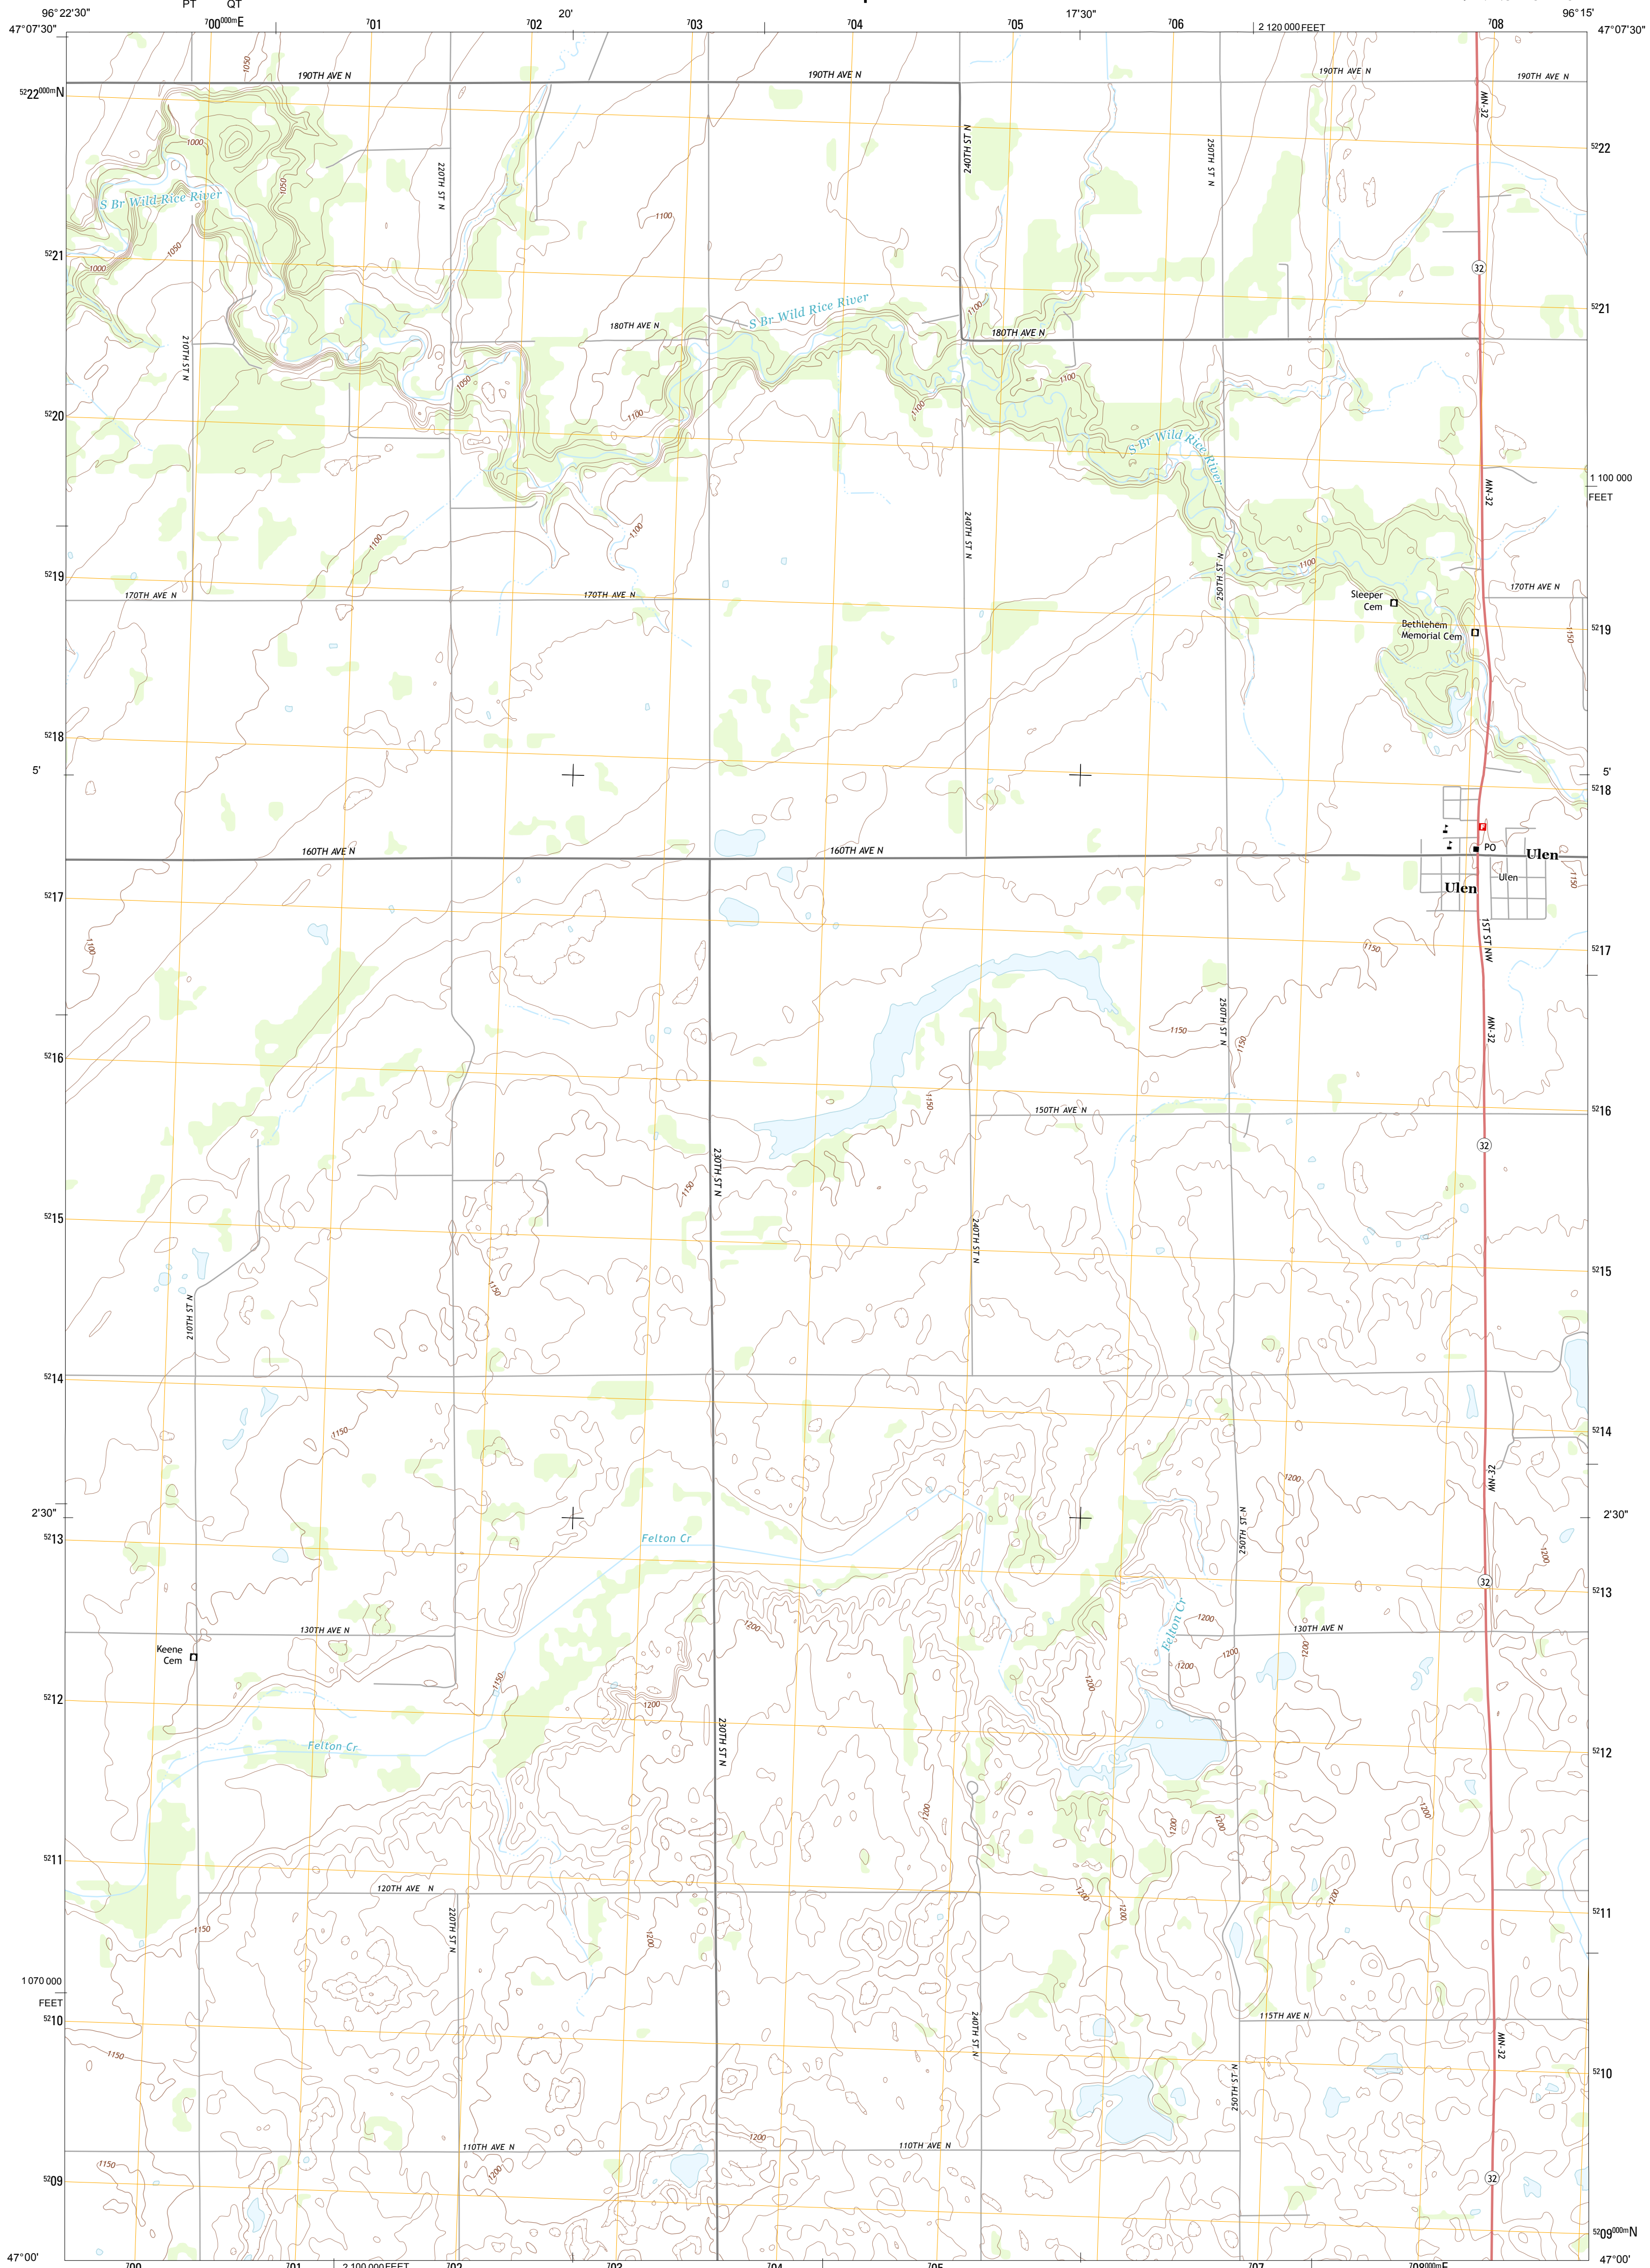 PT QT
96°22'30" 700000mE 701 702 20' 703 704 705 17'30" 706 2 120 000 FEET 708 96°15'
47°07'30" 47°07'30"
190TH AVE N 190TH AVE N 190TH AVE N 190TH AVE N
5222000mN
1050
MN-32
1000
240TH ST N
250TH ST N
5222
220TH ST N
1050
S Br Wild Rice River
1100
1050
5221
1000
32
S Br Wild Rice River
1100
5221
180TH AVE N
180TH AVE N
210TH ST N
1050
1100
5220
1100
1100
S Br Wild Rice River
1 100 000
FEET
MN-32
240TH ST N
1100
1100
1100
5219
250TH ST N
170TH AVE N
170TH AVE N 170TH AVE N
Sleeper
Cem
Bethlehem
Memorial Cem
5219
1150
5218
5' 5'
5218
160TH AVE N 160TH AVE N
PO
Ulen
Ulen
Ulen
1150
5217
1ST ST NW
1100
1150
5217
250TH ST N
1150
1150
MN-32
5216
1150
150TH AVE N
5216
32
230TH ST N
1150
5215
240TH ST N
5215
1150
210TH ST N
5214
1150
5214
1200
MN-32
2'30" 2'30"
5213
Felton Cr
250TH ST N
1200
32
5213
Felton Cr
1200
1200
130TH AVE N
130TH AVE N
Keene
Cem
1200
1200
1200
1150
1200
5212
1200
230TH ST N
Felton Cr
5212
1200
1200
1200
1200
5211
120TH AVE N
1200
1200
1200
5211
1150
220TH ST N
1200
1 070 000
FEET
5210
240TH ST N
115TH AVE N
MN-32
1150
5210
250TH ST N
1200
110TH AVE N 110TH AVE N
1150
1200
32
5209
5209000mN
47°00' 47°00'
700 701 2 100 000 FEET 702 703 704 705 707 708000mE